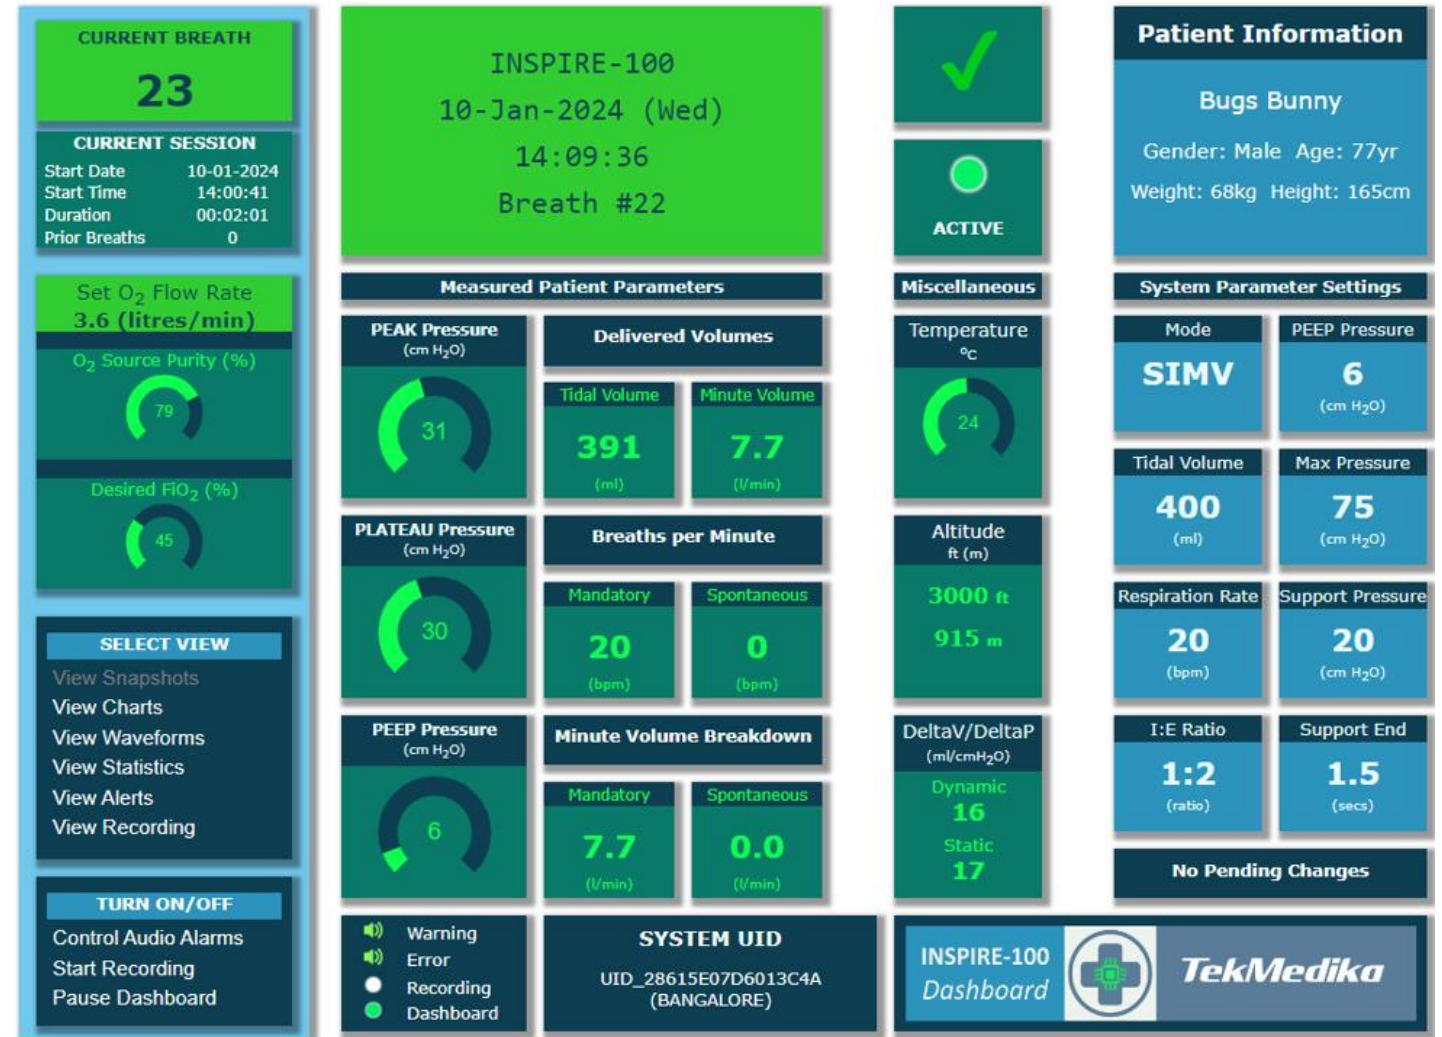 CURRENT BREATH
23
CURRENT SESSION
Start Date 10-01-2024
Start Time 14:00:41
Duration 00:02:01
Prior Breaths 0
Set O₂ Flow Rate
3.6 (litres/min)
O₂ Source Purity (%)
79
Desired FiO₂ (%)
45
SELECT VIEW
View Snapshots
View Charts
View Waveforms
View Statistics
View Alerts
View Recording
TURN ON/OFF
Control Audio Alarms
Start Recording
Pause Dashboard
INSPIRE-100
10-Jan-2024 (Wed)
14:09:36
Breath #22
Measured Patient Parameters
PEAK Pressure
(cm H₂O)
31
PLATEAU Pressure
(cm H₂O)
30
PEEP Pressure
(cm H₂O)
6
Delivered Volumes
Tidal Volume
391
(ml)
Minute Volume
7.7
(l/min)
Breaths per Minute
Mandatory
20
(bpm)
Spontaneous
0
(bpm)
Minute Volume Breakdown
Mandatory
7.7
(l/min)
Spontaneous
0.0
(l/min)
Warning
Error
Recording
Dashboard
SYSTEM UID
UID_28615E07D6013C4A
(BANGALORE)
ACTIVE
Miscellaneous
Temperature
°C
24
Altitude
ft (m)
3000 ft
915 m
DeltaV/DeltaP
(ml/cmH₂O)
Dynamic
16
Static
17
Patient Information
Bugs Bunny
Gender: Male Age: 77yr
Weight: 68kg Height: 165cm
System Parameter Settings
Mode
SIMV
PEEP Pressure
6
(cm H₂O)
Tidal Volume
400
(ml)
Max Pressure
75
(cm H₂O)
Respiration Rate
20
(bpm)
Support Pressure
20
(cm H₂O)
I:E Ratio
1:2
(ratio)
Support End
1.5
(secs)
No Pending Changes
INSPIRE-100
Dashboard
TekMedika